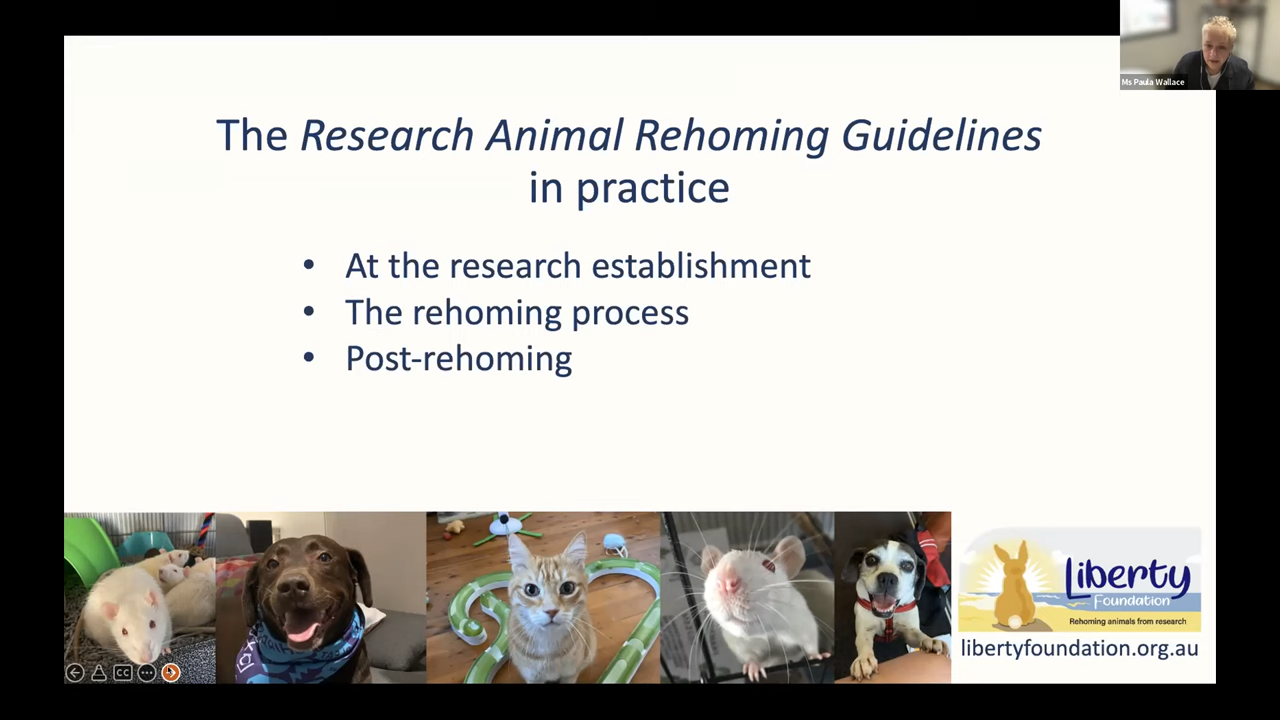 Ms Paula Wallace
The Research Animal Rehoming Guidelines
in practice
• At the research establishment
• The rehoming process
• Post-rehoming
CC
Liberty
Foundation
Rehoming animals from research
libertyfoundation.org.au